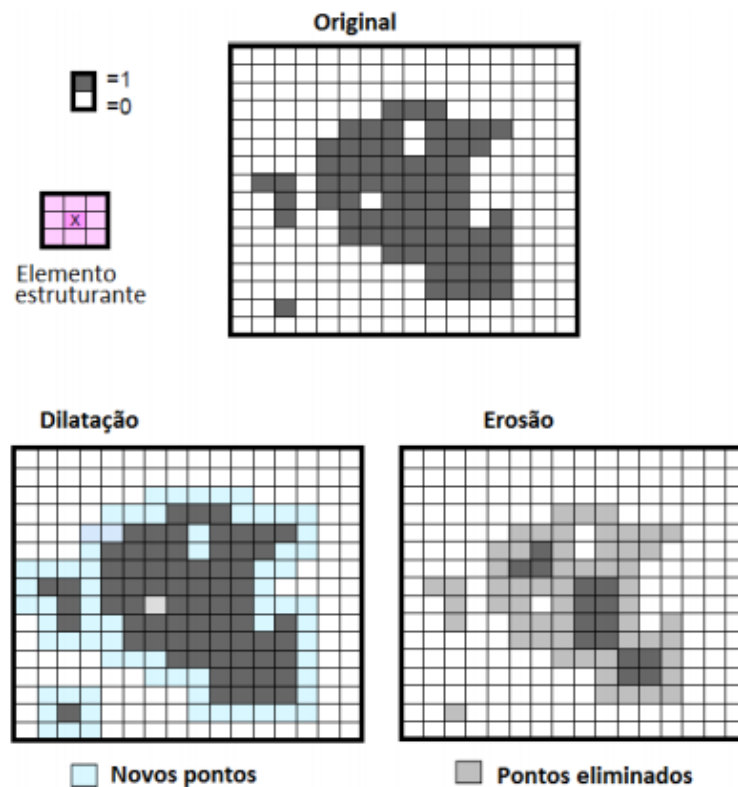 Original
=1
=0
X
Elemento
estruturante
Dilatação
Erosão
Novos pontos
Pontos eliminados